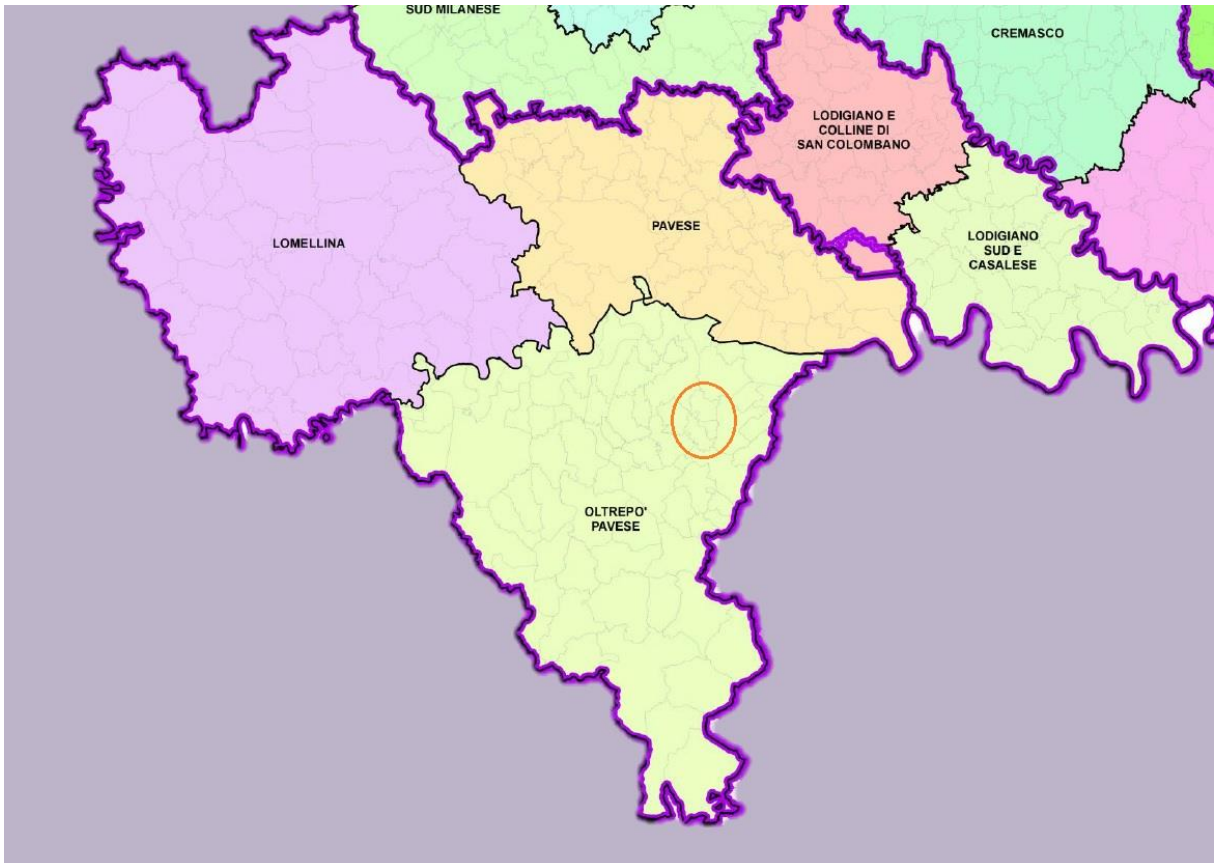 SUD MILANESE
CREMASCO
LODIGIANO E
COLLINE DI
SAN COLOMBANO
PAVESE
LOMELLINA
LODIGIANO
SUD E
CASALESE
OLTREPO'
PAVESE